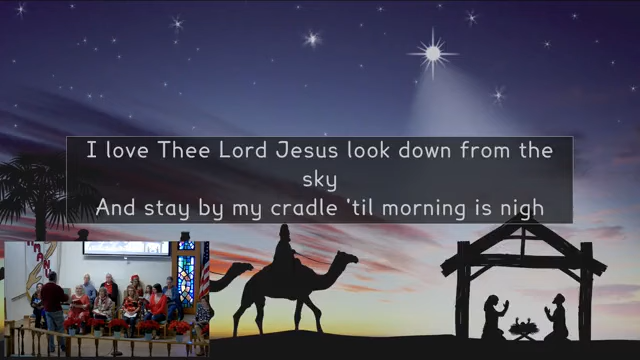 I love Thee Lord Jesus look down from the
sky
And stay by my cradle 'til morning is nigh